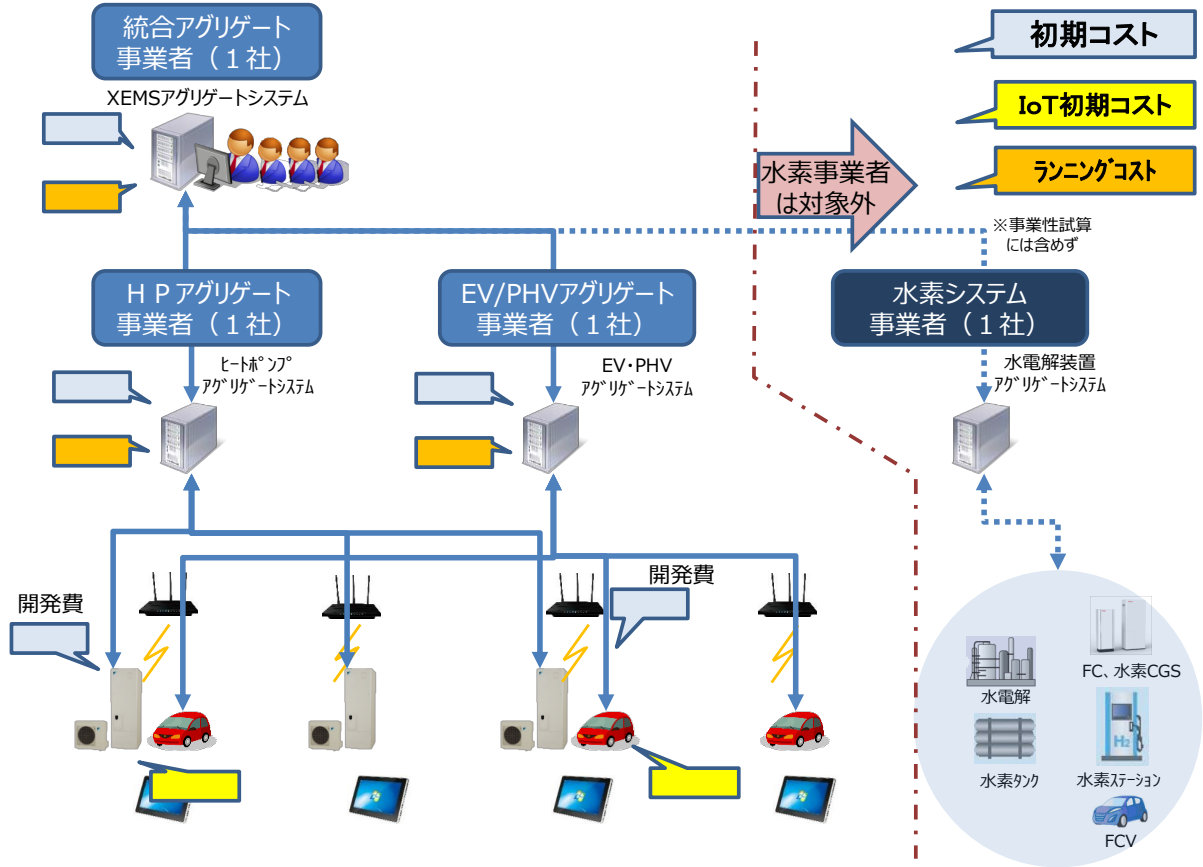 統合アグリゲート
事業者（１社）
XEMSアグリゲートシステム
初期コスト
IoT初期コスト
ランニングコスト
水素事業者
は対象外
※事業性試算
には含めず
ＨＰアグリゲート
事業者（１社）
EV/PHVアグリゲート
事業者（１社）
水素システム
事業者（１社）
ﾋｰﾄﾎﾟﾝﾌﾟ
ｱｸﾞﾘｹﾞｰﾄｼｽﾃﾑ
EV・PHV
ｱｸﾞﾘｹﾞｰﾄｼｽﾃﾑ
水電解装置
ｱｸﾞﾘｹﾞｰﾄｼｽﾃﾑ
開発費
開発費
水電解
FC、水素CGS
H2
水素ﾀﾝｸ
水素ｽﾃｰｼｮﾝ
FCV